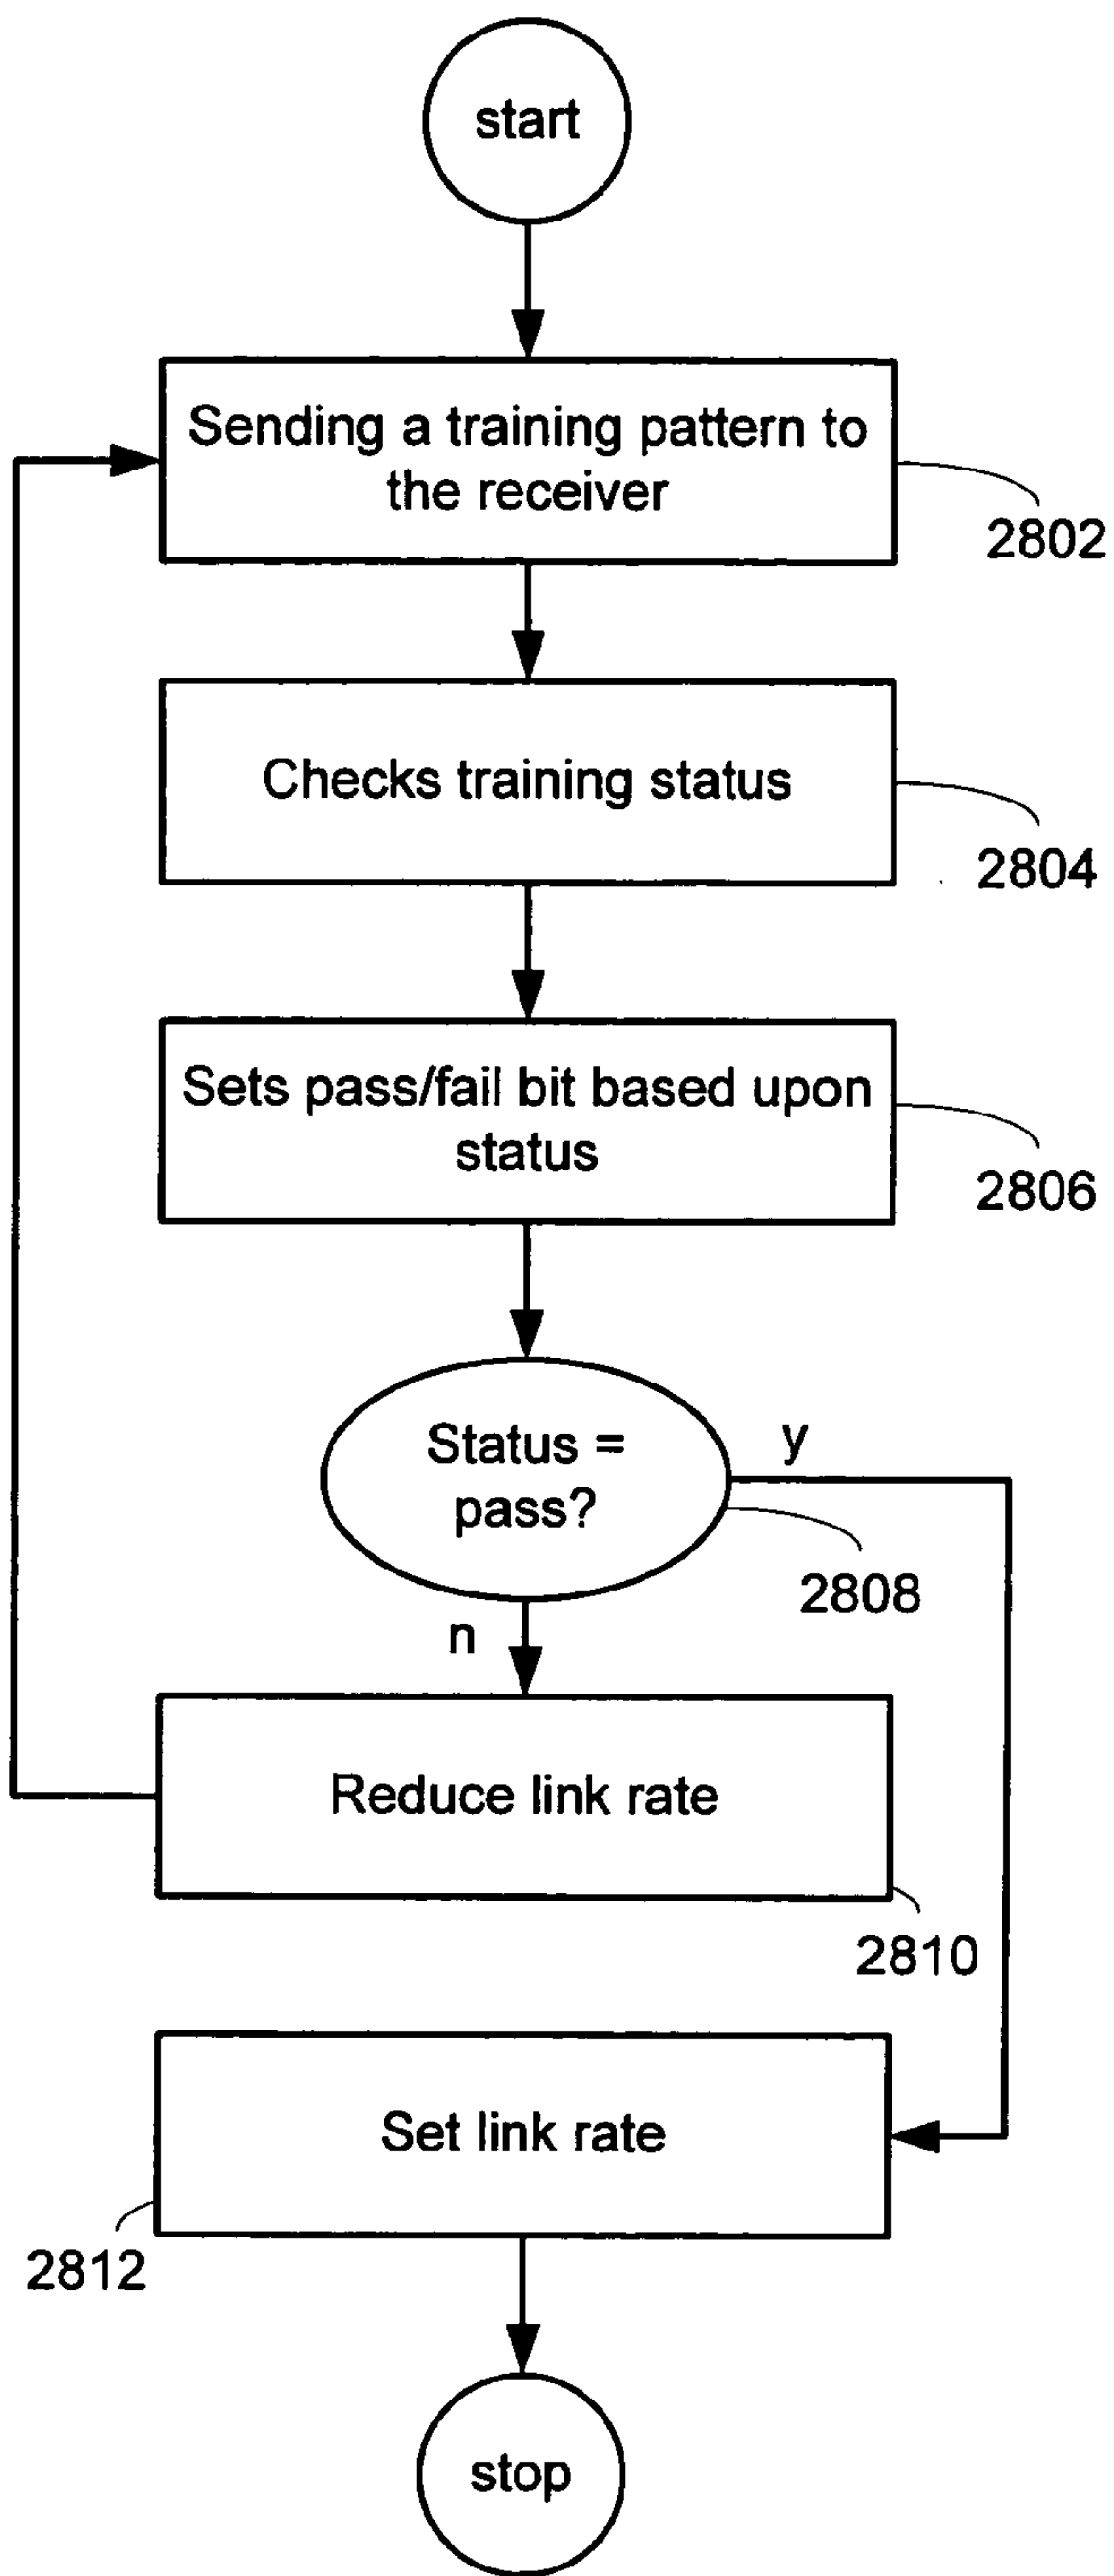 start
Sending a training pattern to
the receiver
2802
Checks training status
2804
Sets pass/fail bit based upon
status
2806
Status =
pass?
y
2808
n
Reduce link rate
2810
Set link rate
2812
stop